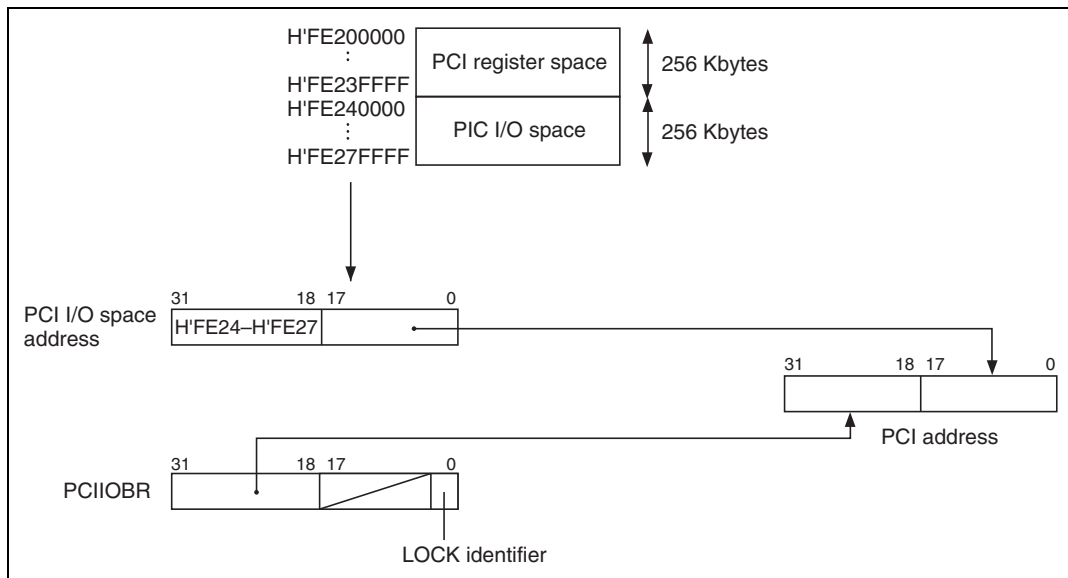 H'FE200000
⋮
H'FE23FFFF
PCI register space
256 Kbytes
H'FE240000
⋮
H'FE27FFFF
PIC I/O space
256 Kbytes
31 18 17 0
PCI I/O space
address
H'FE24–H'FE27
31 18 17 0
PCI address
31 18 17 0
PCIIOBR
LOCK identifier